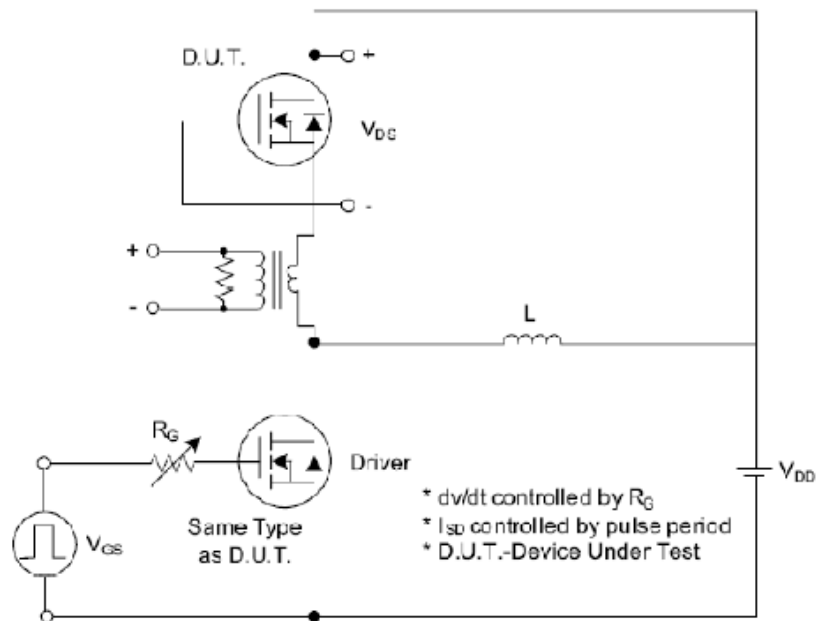 D.U.T.
+
VDS
-
+
-
L
RG
Driver
VDD
VGS
Same Type
as D.U.T.
* dv/dt controlled by RG
* ISD controlled by pulse period
* D.U.T.-Device Under Test